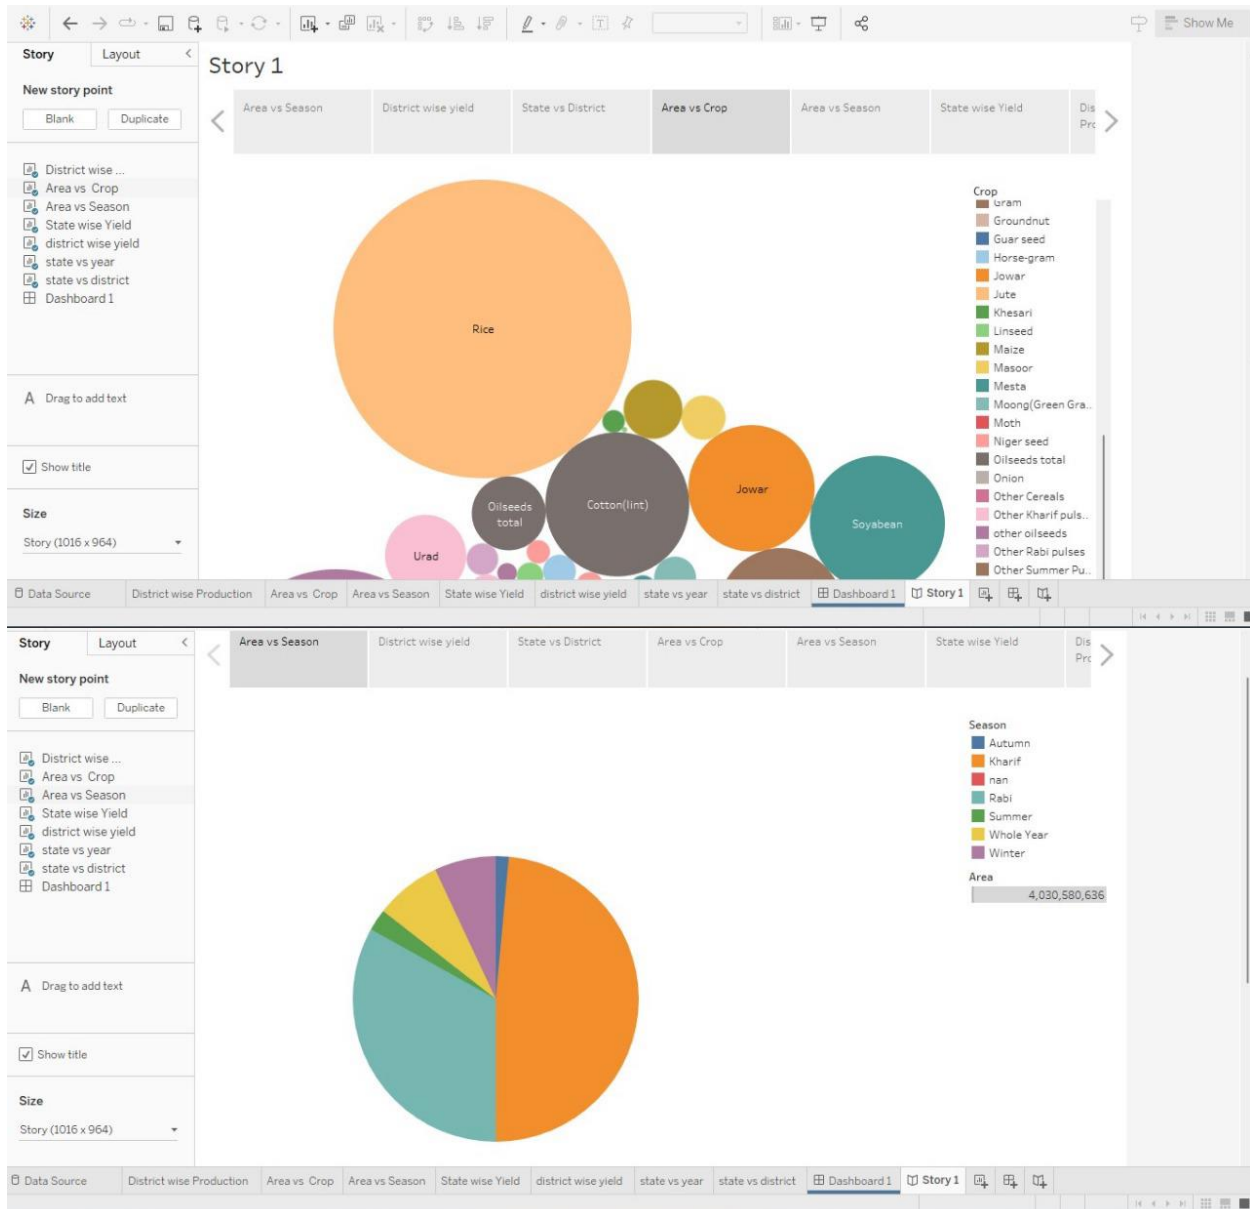 Show Me
Story Layout <
Story 1
New story point
Blank Duplicate
Area vs Season
District wise yield
State vs District
Area vs Crop
Area vs Season
State wise Yield
Dis
Prc
District wise ...
Area vs Crop
Area vs Season
State wise Yield
district wise yield
state vs year
state vs district
Dashboard 1
A Drag to add text
Show title
Size
Story (1016 x 964)
Rice
Oilseeds
total
Cotton(lint)
Jowar
Soyabean
Urad
Crop
Gram
Groundnut
Guar seed
Horse-gram
Jowar
Jute
Khesari
Linseed
Maize
Masoor
Mesta
Moong(Green Gra..
Moth
Niger seed
Oilseeds total
Onion
Other Cereals
Other Kharif puls..
other oilseeds
Other Rabi pulses
Other Summer Pu..
Data Source District wise Production Area vs Crop Area vs Season State wise Yield district wise yield state vs year state vs district Dashboard 1 Story 1
Story Layout <
New story point
Blank Duplicate
Area vs Season
District wise yield
State vs District
Area vs Crop
Area vs Season
State wise Yield
Dis
Prc
District wise ...
Area vs Crop
Area vs Season
State wise Yield
district wise yield
state vs year
state vs district
Dashboard 1
A Drag to add text
Show title
Size
Story (1016 x 964)
Season
Autumn
Kharif
nan
Rabi
Summer
Whole Year
Winter
Area
4,030,580,636
Data Source District wise Production Area vs Crop Area vs Season State wise Yield district wise yield state vs year state vs district Dashboard 1 Story 1